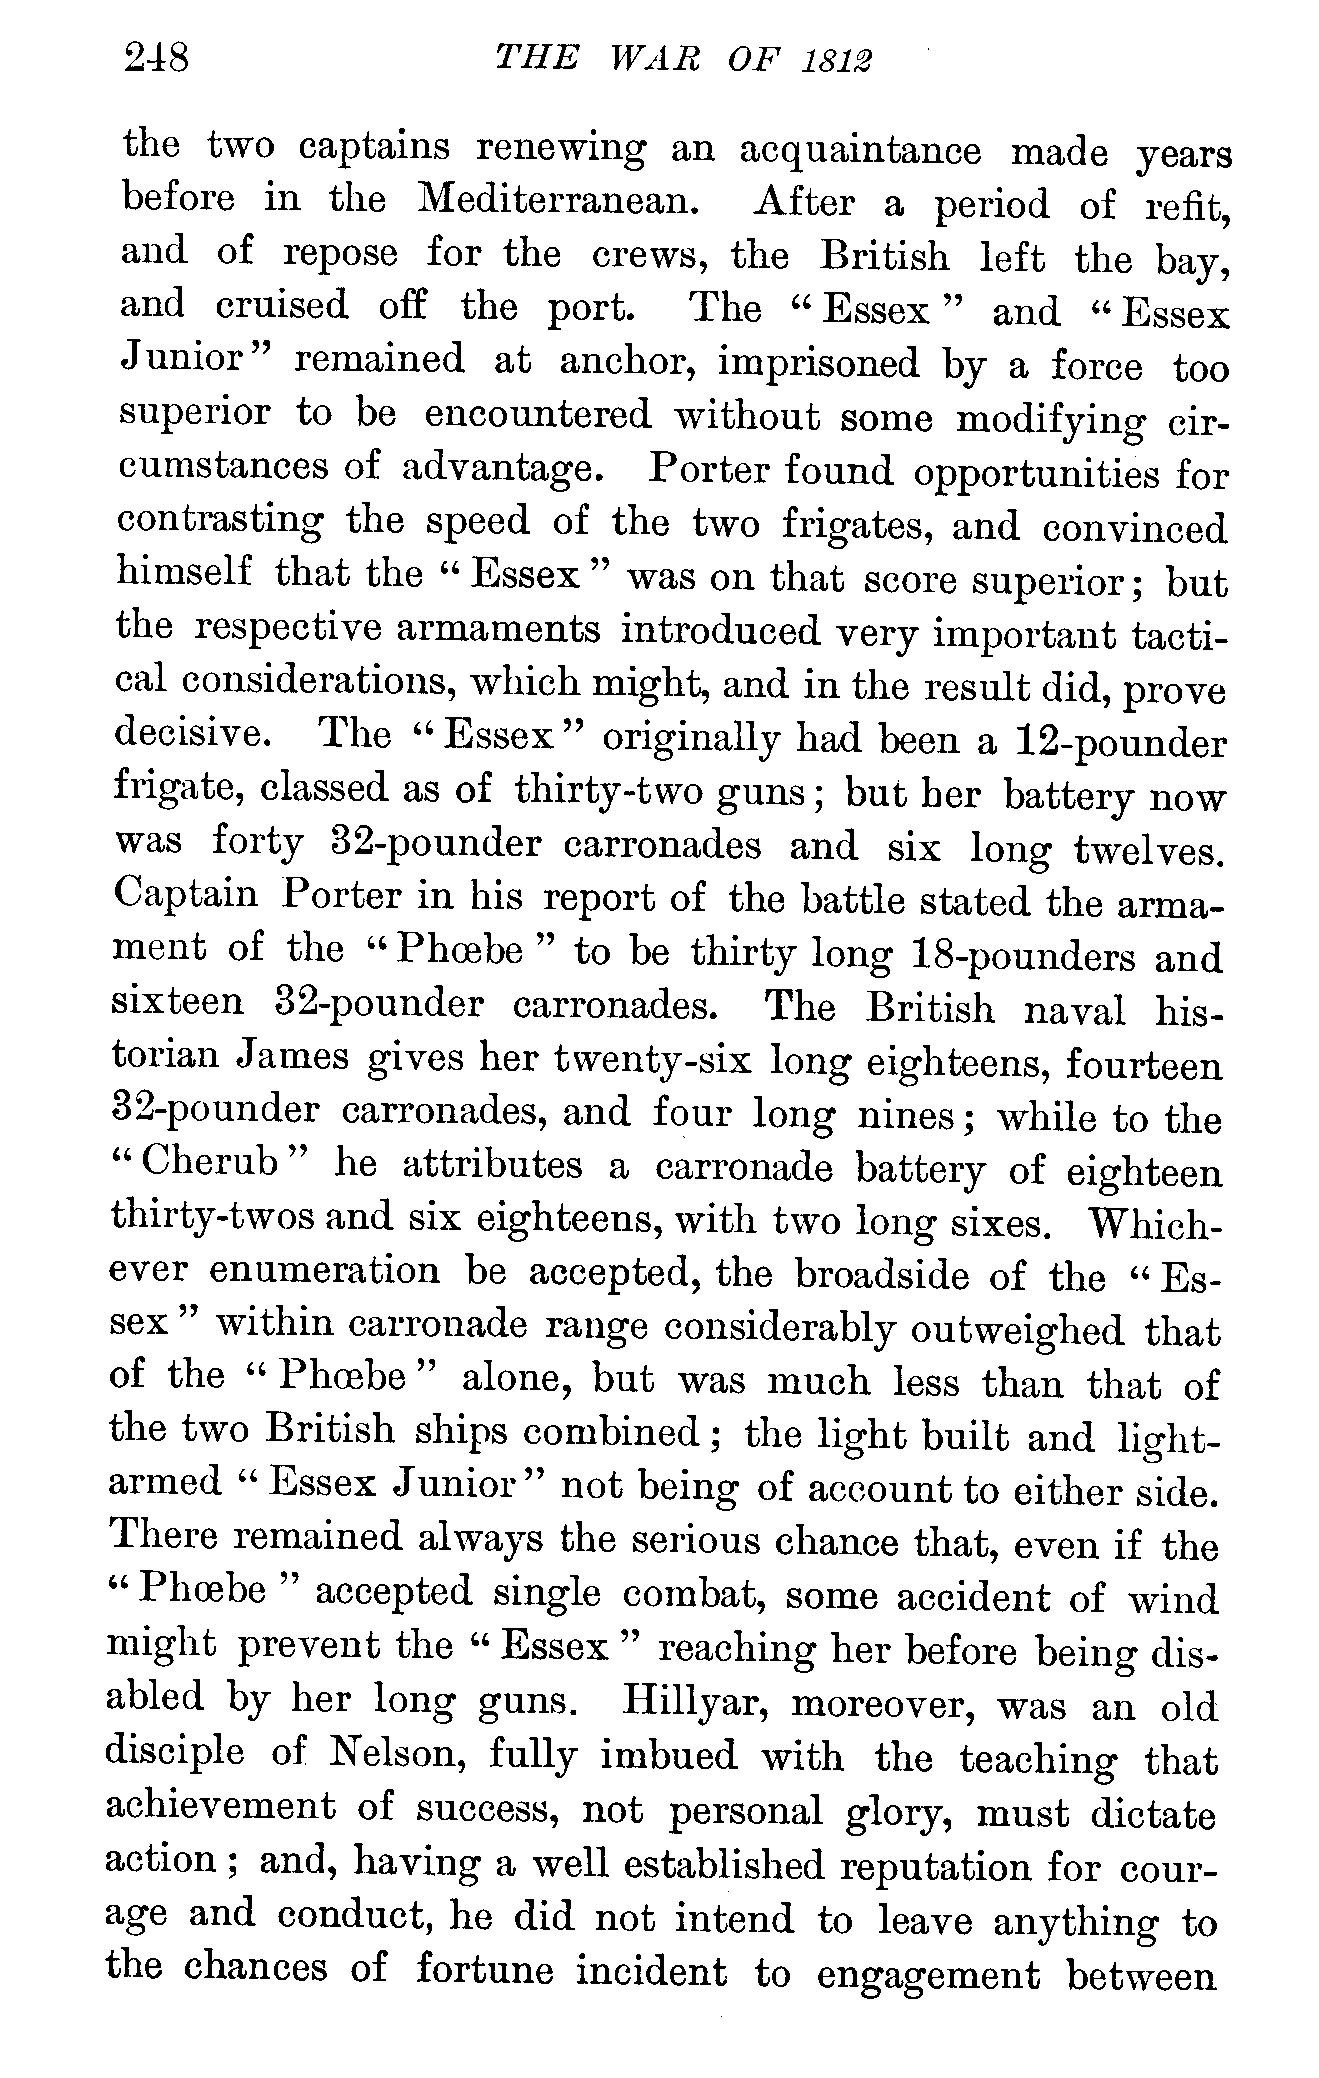 248 THE WAR OF 1812
the two captains renewing an acquaintance made years
before in the Mediterranean. After a period of refit,
and of repose for the crews, the British left the bay,
and cruised off the port. The “Essex” and “Essex
Junior” remained at anchor, imprisoned by a force too
superior to be encountered without some modifying cir-
cumstances of advantage. Porter found opportunities for
contrasting the speed of the two frigates, and convinced
himself that the “Essex” was on that score superior; but
the respective armaments introduced very important tacti-
cal considerations, which might, and in the result did, prove
decisive. The “Essex” originally had been a 12-pounder
frigate, classed as of thirty-two guns; but her battery now
was forty 32-pounder carronades and six long twelves.
Captain Porter in his report of the battle stated the arma-
ment of the “Phœbe” to be thirty long 18-pounders and
sixteen 32-pounder carronades. The British naval his-
torian James gives her twenty-six long eighteens, fourteen
32-pounder carronades, and four long nines; while to the
“Cherub” he attributes a carronade battery of eighteen
thirty-twos and six eighteens, with two long sixes. Which-
ever enumeration be accepted, the broadside of the “Es-
sex” within carronade range considerably outweighed that
of the “Phœbe” alone, but was much less than that of
the two British ships combined; the light built and light-
armed “Essex Junior” not being of account to either side.
There remained always the serious chance that, even if the
“Phœbe” accepted single combat, some accident of wind
might prevent the “Essex” reaching her before being dis-
abled by her long guns. Hillyar, moreover, was an old
disciple of Nelson, fully imbued with the teaching that
achievement of success, not personal glory, must dictate
action; and, having a well established reputation for cour-
age and conduct, he did not intend to leave anything to
the chances of fortune incident to engagement between